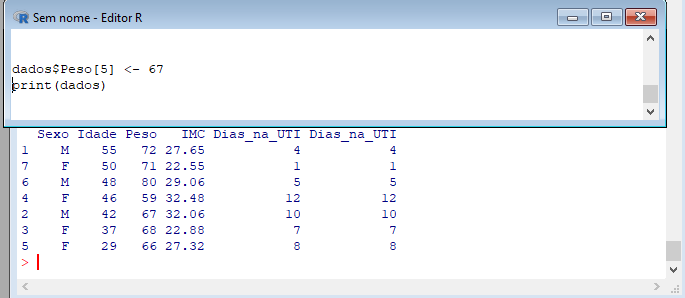 Sem nome - Editor R
dados$Peso[5] <- 67
print(dados)
Sexo Idade Peso IMC Dias_na_UTI Dias_na_UTI
1 M 55 72 27.65 4 4
7 F 50 71 22.55 1 1
6 M 48 80 29.06 5 5
4 F 46 59 32.48 12 12
2 M 42 67 32.06 10 10
3 F 37 68 22.88 7 7
5 F 29 66 27.32 8 8
>